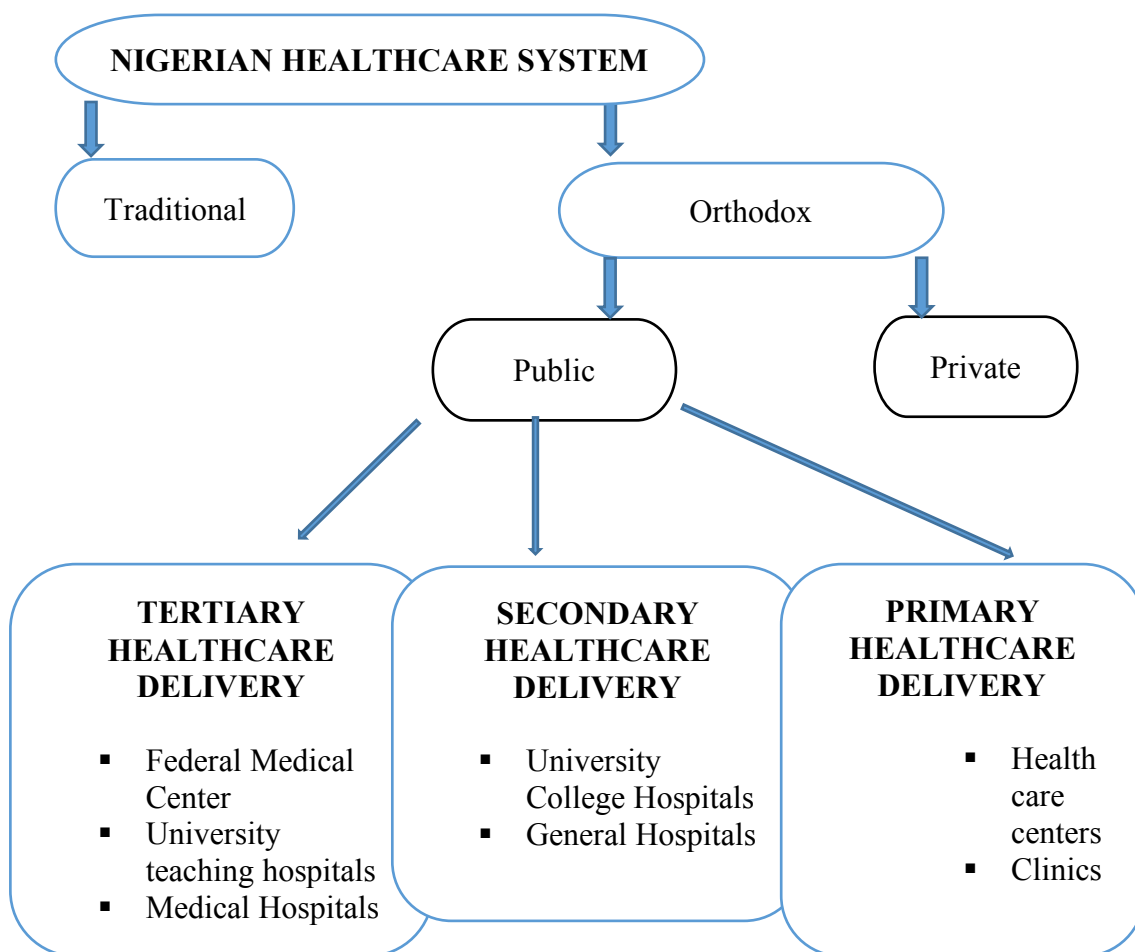 NIGERIAN HEALTHCARE SYSTEM
Traditional
Orthodox
Public
Private
TERTIARY
HEALTHCARE
DELIVERY
▪ Federal Medical
Center
▪ University
teaching hospitals
▪ Medical Hospitals
SECONDARY
HEALTHCARE
DELIVERY
▪ University
College Hospitals
▪ General Hospitals
PRIMARY
HEALTHCARE
DELIVERY
▪ Health
care
centers
▪ Clinics